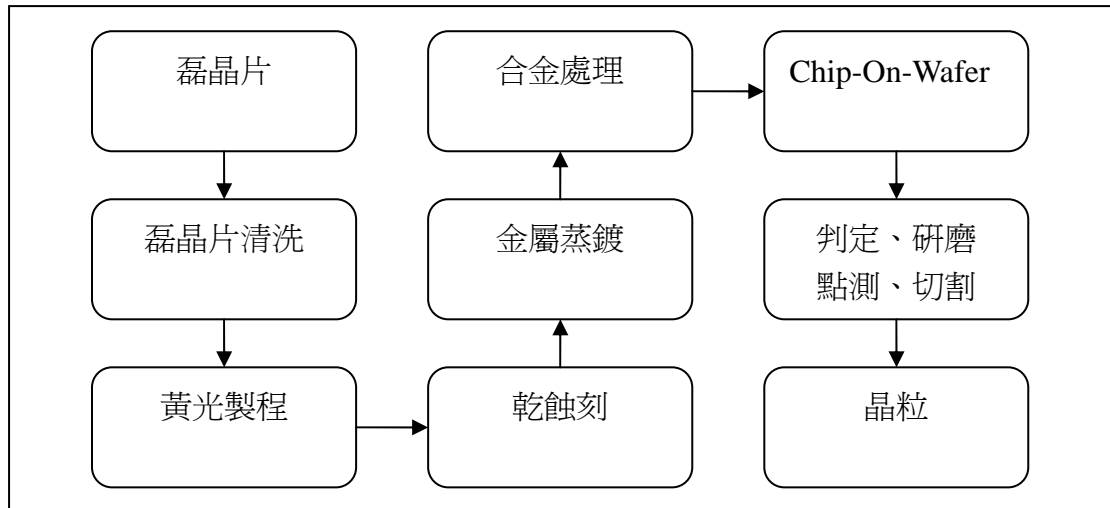 磊晶片
磊晶片清洗
黃光製程
乾蝕刻
金屬蒸鍍
合金處理
Chip-On-Wafer
判定、研磨
點測、切割
晶粒